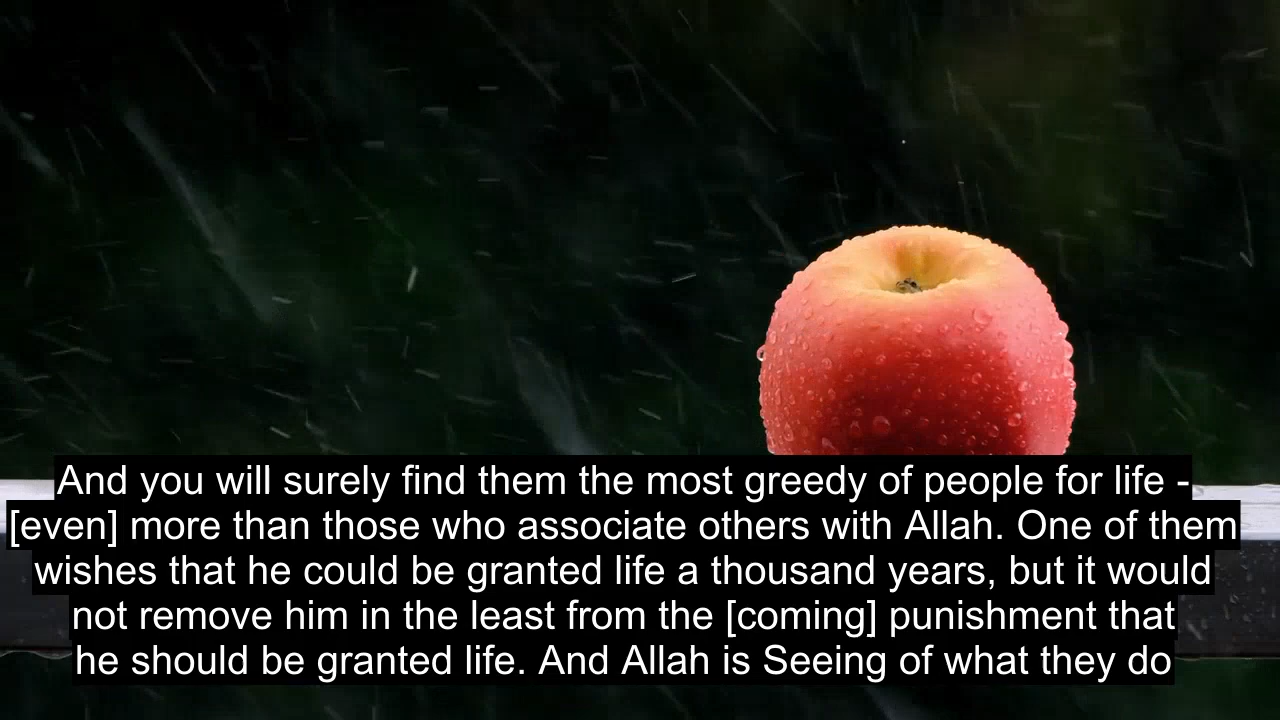 And you will surely find them the most greedy of people for life -
[even] more than those who associate others with Allah. One of them
wishes that he could be granted life a thousand years, but it would
not remove him in the least from the [coming] punishment that
he should be granted life. And Allah is Seeing of what they do